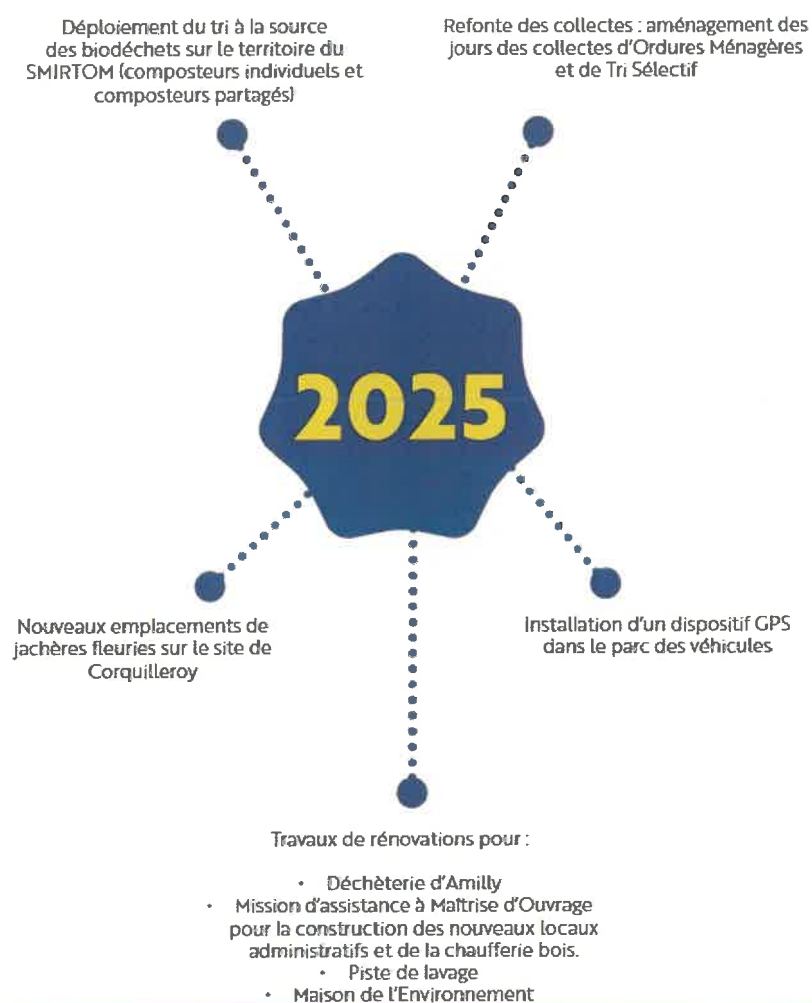 Déploiement du tri à la source
des biodéchets sur le territoire du
SMIRTOM (composteurs individuels et
composteurs partagés)
Refonte des collectes : aménagement des
jours des collectes d'Ordures Ménagères
et de Tri Sélectif
2025
Nouveaux emplacements de
jachères fleuries sur le site de
Corquilleroy
Installation d'un dispositif GPS
dans le parc des véhicules
Travaux de rénovations pour :
• Déchèterie d'Amilly
• Mission d'assistance à Maîtrise d'Ouvrage
pour la construction des nouveaux locaux
administratifs et de la chaufferie bois.
• Piste de lavage
• Maison de l'Environnement